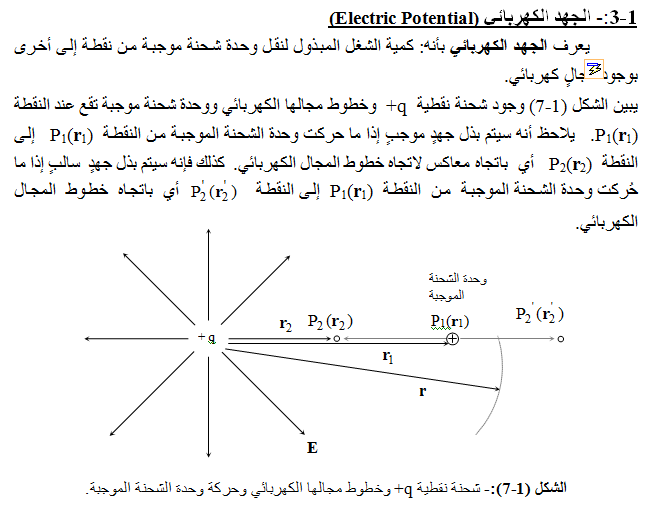 3-1:- الجهد الكهربائي (Electric Potential)
يعرف الجهد الكهربائي بأنه: كمية الشغل المبذول لنقل وحدة شحنة موجبة من نقطة إلى أخرى
بوجود جالٍ كهربائي.
يبين الشكل (1-7) وجود شحنة نقطية +q وخطوط مجالها الكهربائي ووحدة شحنة موجبة تقع عند النقطة
P₁(r₁). يلاحظ أنه سيتم بذل جهدٍ موجبٍ إذا ما حركت وحدة الشحنة الموجبة من النقطة P₁(r₁) إلى
النقطة P₂(r₂) أي باتجاه معاكس لاتجاه خطوط المجال الكهربائي. كذلك فإنه سيتم بذل جهدٍ سالبٍ إذا ما
حُركت وحدة الشحنة الموجبة من النقطة P₁(r₁) إلى النقطة P₂′(r₂′) أي باتجاه خطوط المجال
الكهربائي.
وحدة الشحنة
الموجبة
r₂ P₂(r₂) P₁(r₁) P₂′(r₂′)
+q
r₁
r
E
الشكل (1-7):- شحنة نقطية +q وخطوط مجالها الكهربائي وحركة وحدة الشحنة الموجبة.